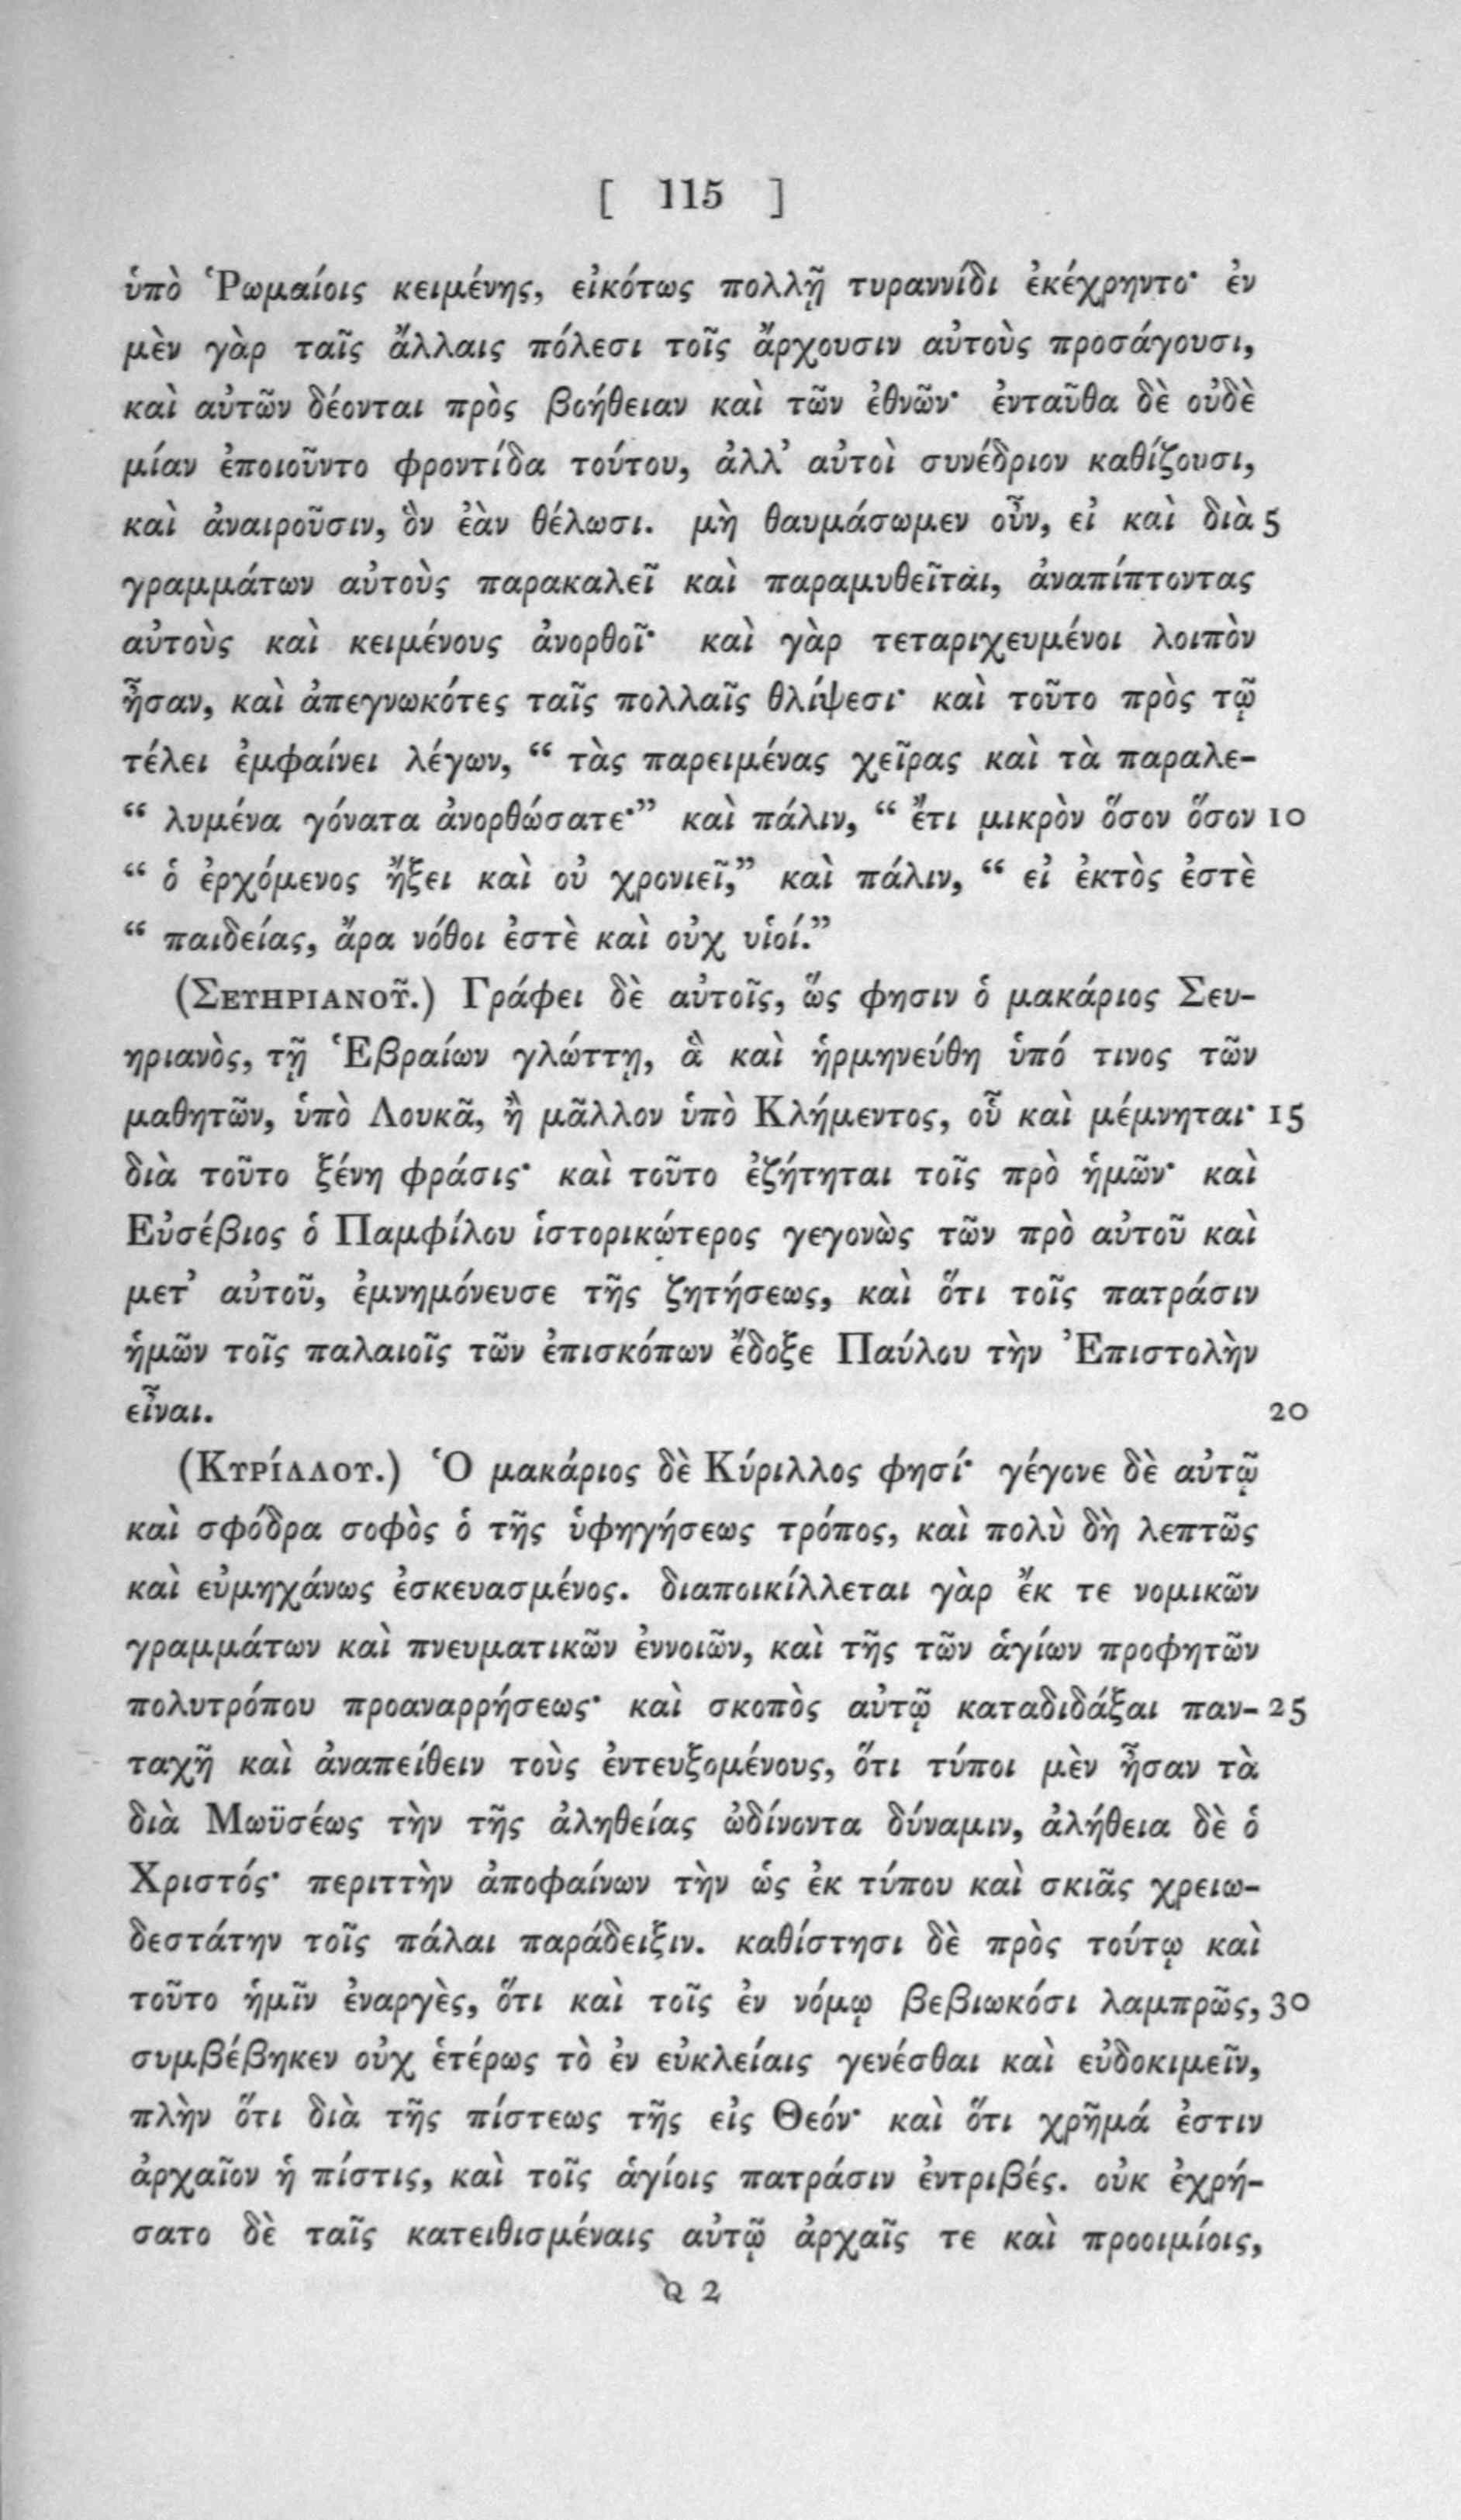 [ 115 ]
ὑπὸ Ῥωμαίοις κειμένης, εἰκότως πολλῇ τυραννίδι ἐκέχρηντο· ἐν
μὲν γὰρ ταῖς ἄλλαις πόλεσι τοῖς ἄρχουσιν αὐτοὺς προσάγουσι,
καὶ αὐτῶν δέονται πρὸς βοήθειαν καὶ τῶν ἐθνῶν· ἐνταῦθα δὲ οὐδὲ
μίαν ἐποιοῦντο φροντίδα τούτου, ἀλλ’ αὐτοὶ συνέδριον καθίζουσι,
καὶ ἀναιροῦσιν, ὃν ἐὰν θέλωσι. μὴ θαυμάσωμεν οὖν, εἰ καὶ διὰ 5
γραμμάτων αὐτοὺς παρακαλεῖ καὶ παραμυθεῖται, ἀναπίπτοντας
αὐτοὺς καὶ κειμένους ἀνορθοῖ· καὶ γὰρ τεταριχευμένοι λοιπὸν
ἦσαν, καὶ ἀπεγνωκότες ταῖς πολλαῖς θλίψεσι· καὶ τοῦτο πρὸς τῷ
τέλει ἐμφαίνει λέγων, “ τὰς παρειμένας χεῖρας καὶ τὰ παραλε-
“ λυμένα γόνατα ἀνορθώσατε·” καὶ πάλιν, “ ἔτι μικρὸν ὅσον ὅσον 10
“ ὁ ἐρχόμενος ἥξει καὶ οὐ χρονιεῖ,” καὶ πάλιν, “ εἰ ἐκτὸς ἐστὲ
“ παιδείας, ἄρα νόθοι ἐστὲ καὶ οὐχ υἱοί.”
(ΣΕΥΗΡΙΑΝΟῦ.) Γράφει δὲ αὐτοῖς, ὥς φησιν ὁ μακάριος Σευ-
ηριανὸς, τῇ Ἑβραίων γλώττῃ, ἃ καὶ ἡρμηνεύθη ὑπό τινος τῶν
μαθητῶν, ὑπὸ Λουκᾶ, ἢ μᾶλλον ὑπὸ Κλήμεντος, οὗ καὶ μέμνηται· 15
διὰ τοῦτο ξένη φράσις· καὶ τοῦτο ἐζήτηται τοῖς πρὸ ἡμῶν· καὶ
Εὐσέβιος ὁ Παμφίλου ἱστορικώτερος γεγονὼς τῶν πρὸ αὐτοῦ καὶ
μετ’ αὐτοῦ, ἐμνημόνευσε τῆς ζητήσεως, καὶ ὅτι τοῖς πατράσιν
ἡμῶν τοῖς παλαιοῖς τῶν ἐπισκόπων ἔδοξε Παύλου τὴν Ἐπιστολὴν
εἶναι. 20
(ΚΥΡίΛΛΟΥ.) Ὁ μακάριος δὲ Κύριλλος φησί· γέγονε δὲ αὐτῷ
καὶ σφόδρα σοφὸς ὁ τῆς ὑφηγήσεως τρόπος, καὶ πολὺ δὴ λεπτῶς
καὶ εὐμηχάνως ἐσκευασμένος. διαποικίλλεται γὰρ ἔκ τε νομικῶν
γραμμάτων καὶ πνευματικῶν ἐννοιῶν, καὶ τῆς τῶν ἁγίων προφητῶν
πολυτρόπου προαναρρήσεως· καὶ σκοπὸς αὐτῷ καταδιδάξαι παν- 25
ταχῆ καὶ ἀναπείθειν τοὺς ἐντευξομένους, ὅτι τύποι μὲν ἦσαν τὰ
διὰ Μωϋσέως τὴν τῆς ἀληθείας ὠδίνοντα δύναμιν, ἀλήθεια δὲ ὁ
Χριστός· περιττὴν ἀποφαίνων τὴν ὡς ἐκ τύπου καὶ σκιᾶς χρειω-
δεστάτην τοῖς πάλαι παράδειξιν. καθίστησι δὲ πρὸς τούτῳ καὶ
τοῦτο ἡμῖν ἐναργὲς, ὅτι καὶ τοῖς ἐν νόμῳ βεβιωκόσι λαμπρῶς, 30
συμβέβηκεν οὐχ ἑτέρως τὸ ἐν εὐκλείαις γενέσθαι καὶ εὐδοκιμεῖν,
πλὴν ὅτι διὰ τῆς πίστεως τῆς εἰς Θεόν· καὶ ὅτι χρῆμά ἐστιν
ἀρχαῖον ἡ πίστις, καὶ τοῖς ἁγίοις πατράσιν ἐντριβές. οὐκ ἐχρή-
σατο δὲ ταῖς κατειθισμέναις αὐτῷ ἀρχαῖς τε καὶ προοιμίοις,
Q 2